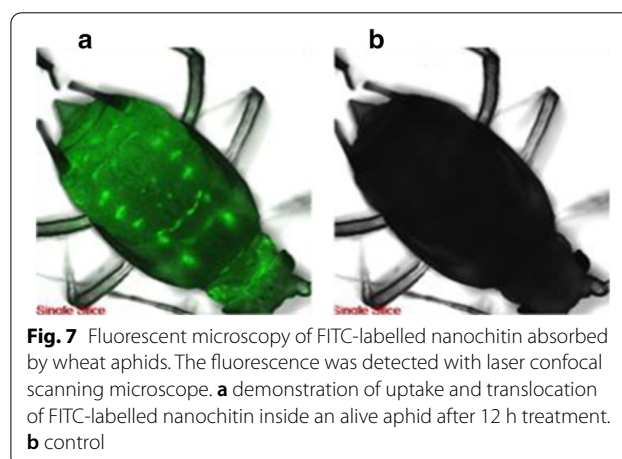 a b
Single Slice Single Slice
Fig. 7 Fluorescent microscopy of FITC-labelled nanochitin absorbed
by wheat aphids. The fluorescence was detected with laser confocal
scanning microscope. a demonstration of uptake and translocation
of FITC-labelled nanochitin inside an alive aphid after 12 h treatment.
b control